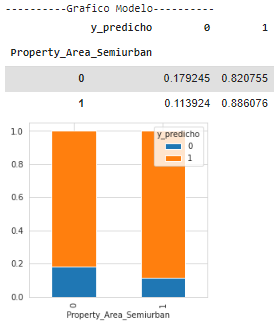 ----------Grafico Modelo----------
y_predicho 0 1
Property_Area_Semiurban
0 0.179245 0.820755
1 0.113924 0.886076
1.0
0.8
0.6
0.4
0.2
0.0
y_predicho
0
1
0 1
Property_Area_Semiurban